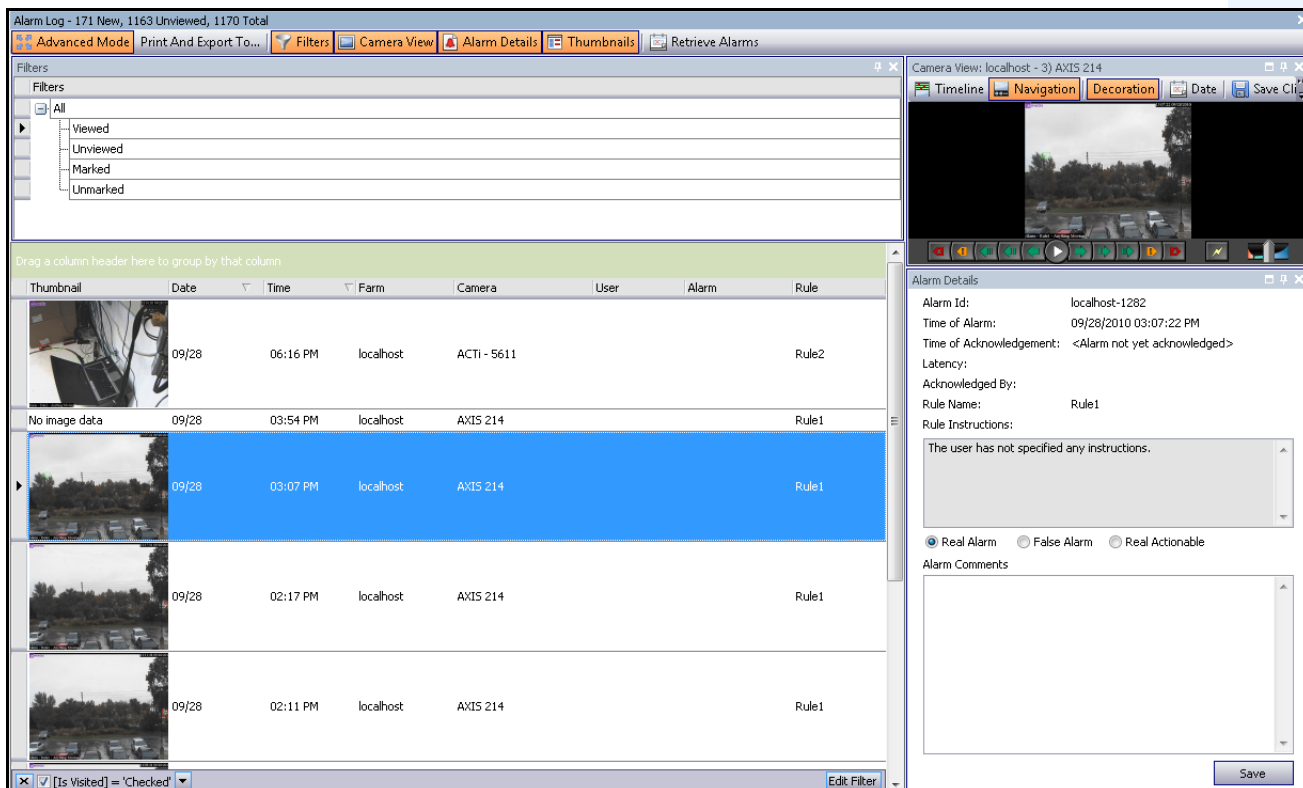 Alarm Log - 171 New, 1163 Unviewed, 1170 Total
Advanced Mode Print And Export To... Filters Camera View Alarm Details Thumbnails Retrieve Alarms
Filters
Filters
All
Viewed
Unviewed
Marked
Unmarked
Drag a column header here to group by that column
Thumbnail Date Time Farm Camera User Alarm Rule
09/28 06:16 PM localhost ACTi - 5611 Rule2
No image data 09/28 03:54 PM localhost AXIS 214 Rule1
09/28 03:07 PM localhost AXIS 214 Rule1
09/28 02:17 PM localhost AXIS 214 Rule1
09/28 02:11 PM localhost AXIS 214 Rule1
[Is Visited] = 'Checked' Edit Filter
Camera View: localhost - 3) AXIS 214
Timeline Navigation Decoration Date Save Cli
Alarm Details
Alarm Id: localhost-1282
Time of Alarm: 09/28/2010 03:07:22 PM
Time of Acknowledgement: <Alarm not yet acknowledged>
Latency:
Acknowledged By:
Rule Name: Rule1
Rule Instructions:
The user has not specified any instructions.
Real Alarm False Alarm Real Actionable
Alarm Comments
Save